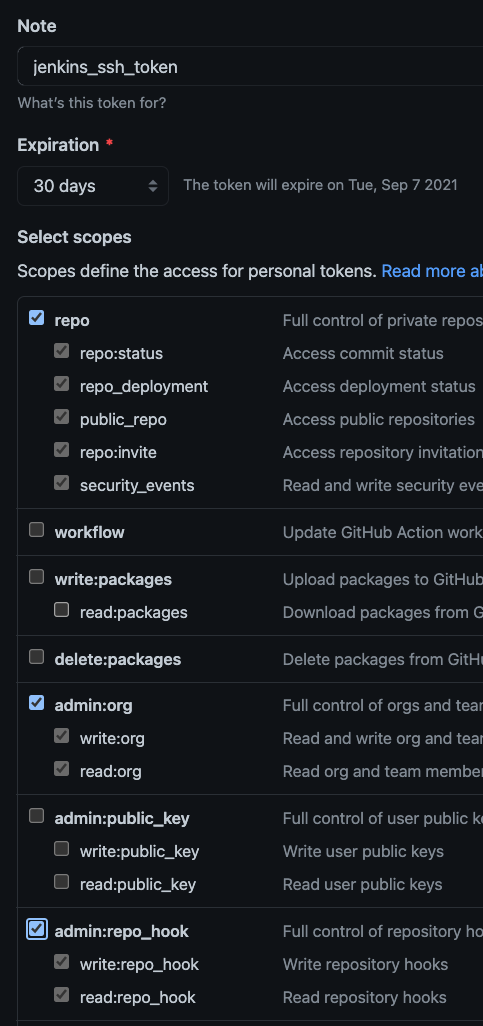 Note
jenkins_ssh_token
What's this token for?
Expiration *
30 days The token will expire on Tue, Sep 7 2021
Select scopes
Scopes define the access for personal tokens. Read more
repo Full control of private repos
repo:status Access commit status
repo_deployment Access deployment status
public_repo Access public repositories
repo:invite Access repository invitation
security_events Read and write security eve
workflow Update GitHub Action work
write:packages Upload packages to GitHub
read:packages Download packages from G
delete:packages Delete packages from GitH
admin:org Full control of orgs and tea
write:org Read and write org and tea
read:org Read org and team membe
admin:public_key Full control of user public k
write:public_key Write user public keys
read:public_key Read user public keys
admin:repo_hook Full control of repository ho
write:repo_hook Write repository hooks
read:repo_hook Read repository hooks